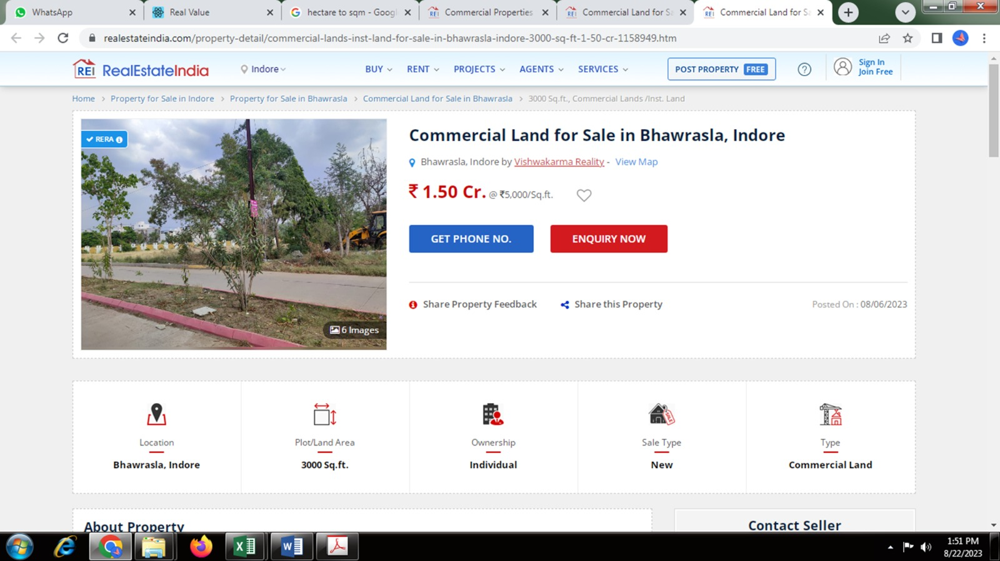 WhatsApp
Real Value
hectare to sqm - Goog
Commercial Properties
Commercial Land for Sa
Commercial Land for Sa
realestateindia.com/property-detail/commercial-lands-inst-land-for-sale-in-bhawrasla-indore-3000-sq-ft-1-50-cr-1158949.htm
REI RealEstateIndia
Indore
BUY RENT PROJECTS AGENTS SERVICES
POST PROPERTY FREE
?
Sign In
Join Free
Home > Property for Sale in Indore > Property for Sale in Bhawrasla > Commercial Land for Sale in Bhawrasla > 3000 Sq.ft., Commercial Lands /Inst. Land
RERA
6 Images
Commercial Land for Sale in Bhawrasla, Indore
Bhawrasla, Indore by Vishwakarma Reality - View Map
₹ 1.50 Cr. @ ₹5,000/Sq.ft.
GET PHONE NO. ENQUIRY NOW
Share Property Feedback Share this Property Posted On : 08/06/2023
Location Plot/Land Area Ownership Sale Type Type
Bhawrasla, Indore 3000 Sq.ft. Individual New Commercial Land
About Property
Contact Seller
1:51 PM
8/22/2023